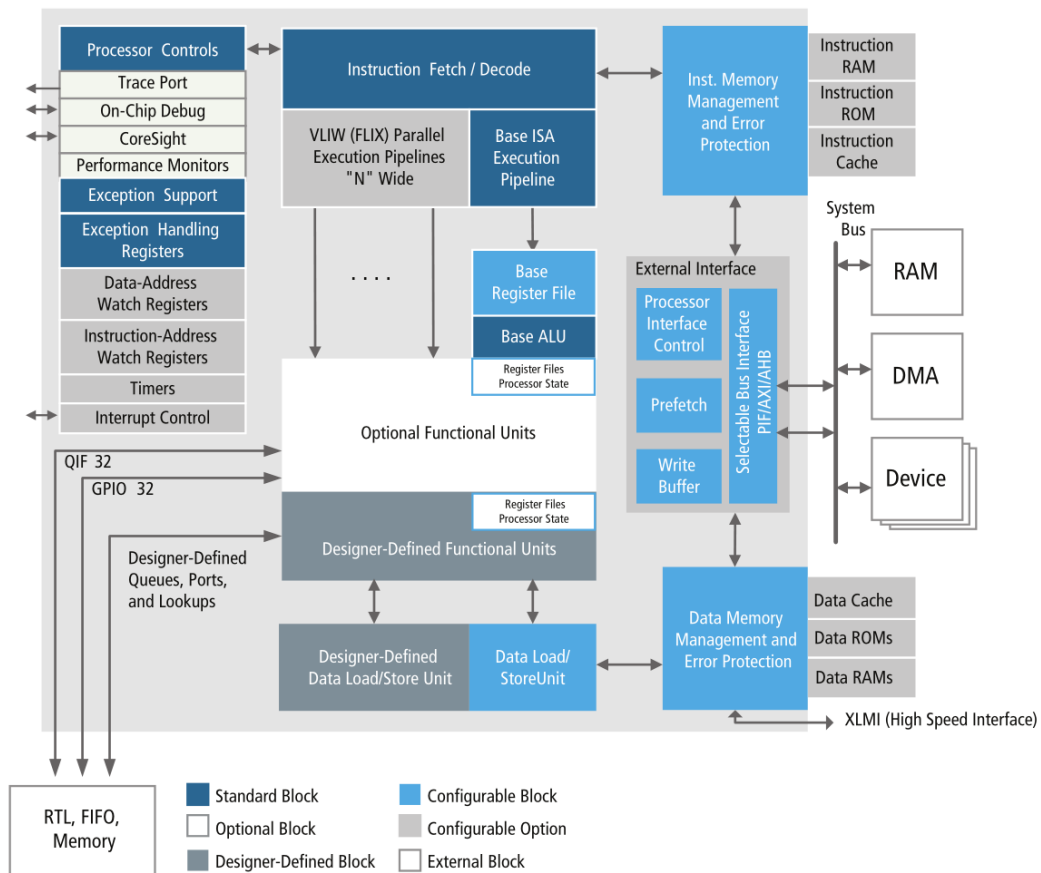 Processor Controls
Trace Port
On-Chip Debug
CoreSight
Performance Monitors
Exception Support
Exception Handling
Registers
Data-Address
Watch Registers
Instruction-Address
Watch Registers
Timers
Interrupt Control
QIF 32
GPIO 32
Designer-Defined
Queues, Ports,
and Lookups
Instruction Fetch / Decode
VLIW (FLIX) Parallel
Execution Pipelines
"N" Wide
Base ISA
Execution
Pipeline
. . . .
Base
Register File
Base ALU
Register Files
Processor State
Optional Functional Units
Register Files
Processor State
Designer-Defined Functional Units
Designer-Defined
Data Load/Store Unit
Data Load/
StoreUnit
Inst. Memory
Management
and Error
Protection
Instruction
RAM
Instruction
ROM
Instruction
Cache
External Interface
Processor
Interface
Control
Prefetch
Write
Buffer
Selectable Bus Interface
PIF/AXI/AHB
System
Bus
RAM
DMA
Device
Data Memory
Management and
Error Protection
Data Cache
Data ROMs
Data RAMs
XLMI (High Speed Interface)
RTL, FIFO,
Memory
Standard Block
Optional Block
Designer-Defined Block
Configurable Block
Configurable Option
External Block